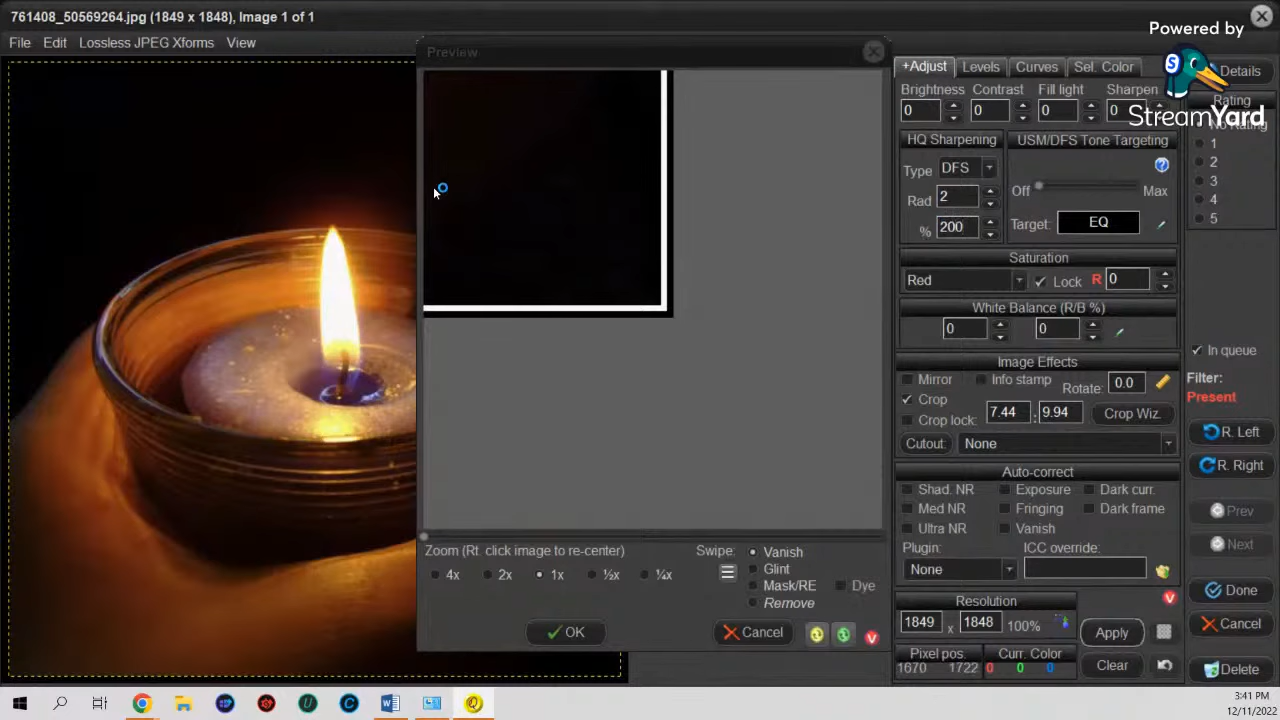 761408_50569264.jpg (1849 x 1848), Image 1 of 1
Powered by
StreamYard
File Edit Lossless JPEG Xforms View
Preview
+Adjust Levels Curves Sel. Color
Details
Brightness Contrast Fill light Sharpen
0 0 0 0
Rating
No Rating
1
2
3
4
5
HQ Sharpening
Type DFS
Rad 2
% 200
USM/DFS Tone Targeting
Off Max
Target: EQ
Saturation
Red Lock R 0
White Balance (R/B %)
0 0
Image Effects
Mirror Info stamp Rotate: 0.0
Crop
Crop lock: 7.44 : 9.94 Crop Wiz.
Cutout: None
Auto-correct
Shad. NR Exposure Dark curr.
Med NR Fringing Dark frame
Ultra NR Vanish
Plugin: ICC override:
None
Resolution
1849 x 1848 100%
Apply
Pixel pos. Curr. Color
1670 1722 0 0 0
Clear
In queue
Filter:
Present
R. Left
R. Right
Prev
Next
Done
Cancel
Delete
Zoom (Rt. click image to re-center)
4x 2x 1x ½x ¼x
Swipe: Vanish
Glint
Mask/RE Dye
Remove
OK Cancel
3:41 PM
12/11/2022